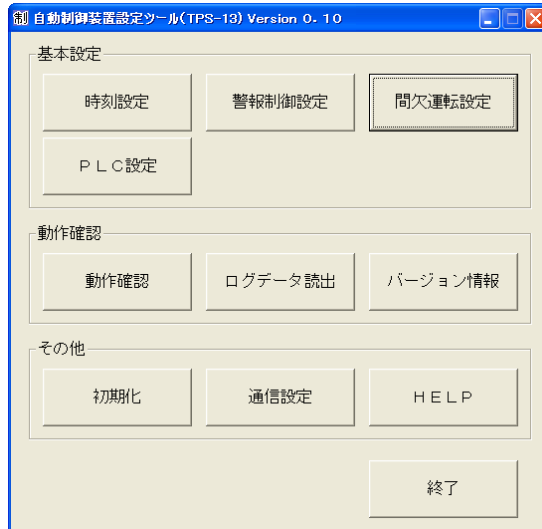 制 自動制御装置設定ツール(TPS-13) Version 0．10
基本設定
時刻設定 警報制御設定 間欠運転設定
ＰＬＣ設定
動作確認
動作確認 ログデータ読出 バージョン情報
その他
初期化 通信設定 ＨＥＬＰ
終了